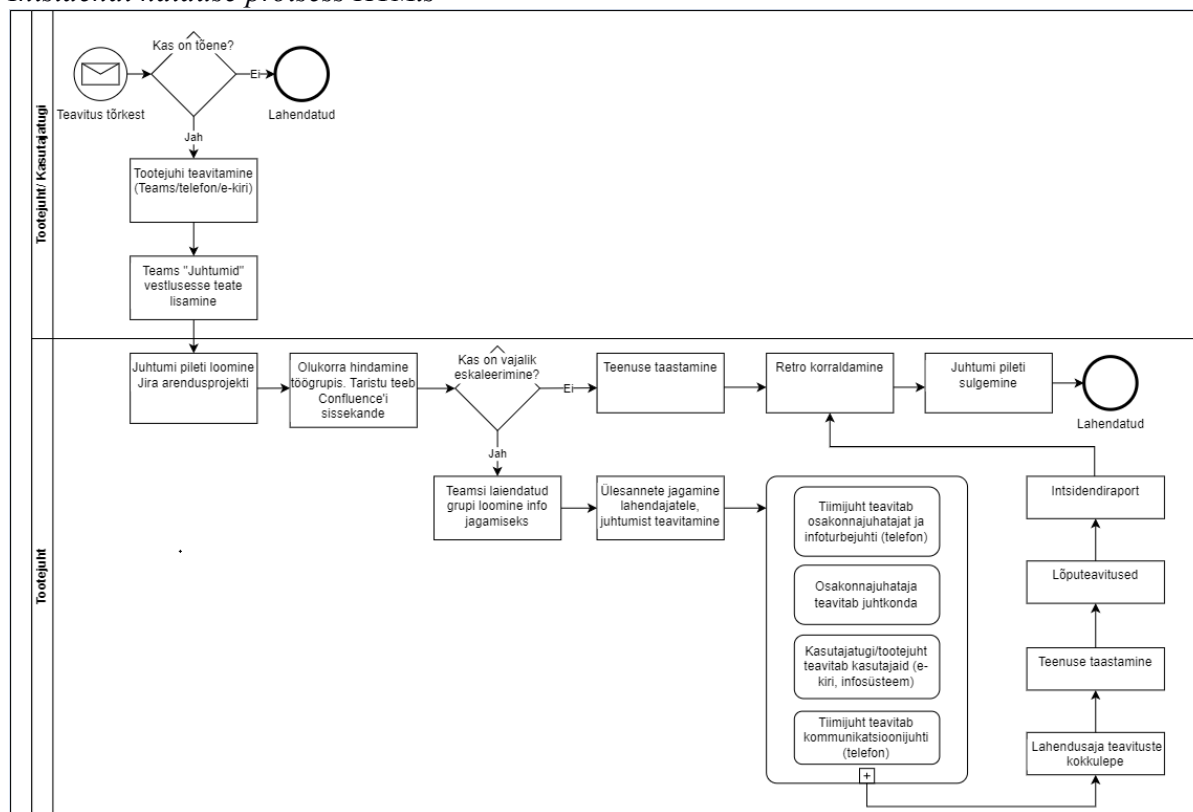 Kas on tõene?
Ei
Teavitus tõrkest
Lahendatud
Jah
Tootejuhi teavitamine
(Teams/telefon/e-kiri)
Teams "Juhtumid"
vestlusesse teate
lisamine
Tootejuht/ Kasutajatugi
Juhtumi pileti loomine
Jira arendusprojekti
Olukorra hindamine
töögrupis. Taristu teeb
Confluence'i
sissekande
Kas on vajalik
eskaleerimine?
Ei
Teenuse taastamine
Retro korraldamine
Juhtumi pileti
sulgemine
Lahendatud
Jah
Teamsi laiendatud
grupi loomine info
jagamiseks
Ülesannete jagamine
lahendajatele,
juhtumist teavitamine
Tiimijuht teavitab
osakonnajuhatajat ja
infoturbejuhti (telefon)
Osakonnajuhataja
teavitab juhtkonda
Kasutajatugi/tootejuht
teavitab kasutajaid (e-
kiri, infosüsteem)
Tiimijuht teavitab
kommunikatsioonijuhti
(telefon)
+
Intsidendiraport
Lõputeavitused
Teenuse taastamine
Lahendusaja teavituste
kokkulepe
Tootejuht